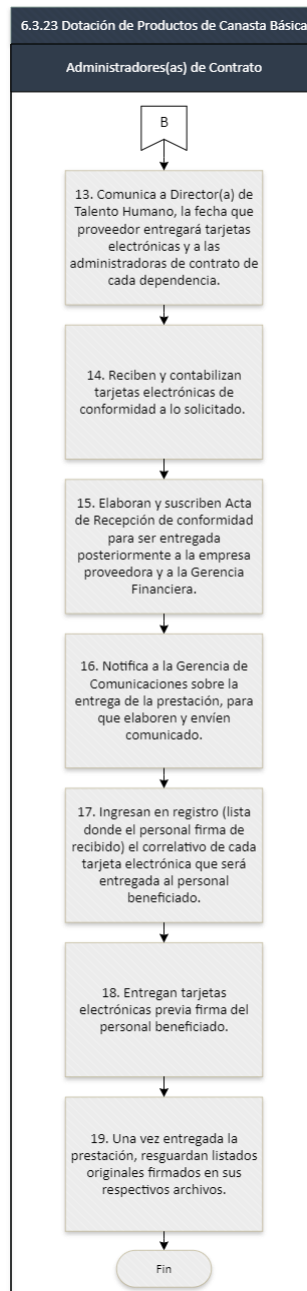 6.3.23 Dotación de Productos de Canasta Básica
Administradores(as) de Contrato
B
13. Comunica a Director(a) de
Talento Humano, la fecha que
proveedor entregará tarjetas
electrónicas y a las
administradoras de contrato de
cada dependencia.
14. Reciben y contabilizan
tarjetas electrónicas de
conformidad a lo solicitado.
15. Elaboran y suscriben Acta
de Recepción de conformidad
para ser entregada
posteriormente a la empresa
proveedora y a la Gerencia
Financiera.
16. Notifica a la Gerencia de
Comunicaciones sobre la
entrega de la prestación, para
que elaboren y envíen
comunicado.
17. Ingresan en registro (lista
donde el personal firma de
recibido) el correlativo de cada
tarjeta electrónica que será
entregada al personal
beneficiado.
18. Entregan tarjetas
electrónicas previa firma del
personal beneficiado.
19. Una vez entregada la
prestación, resguardan listados
originales firmados en sus
respectivos archivos.
Fin